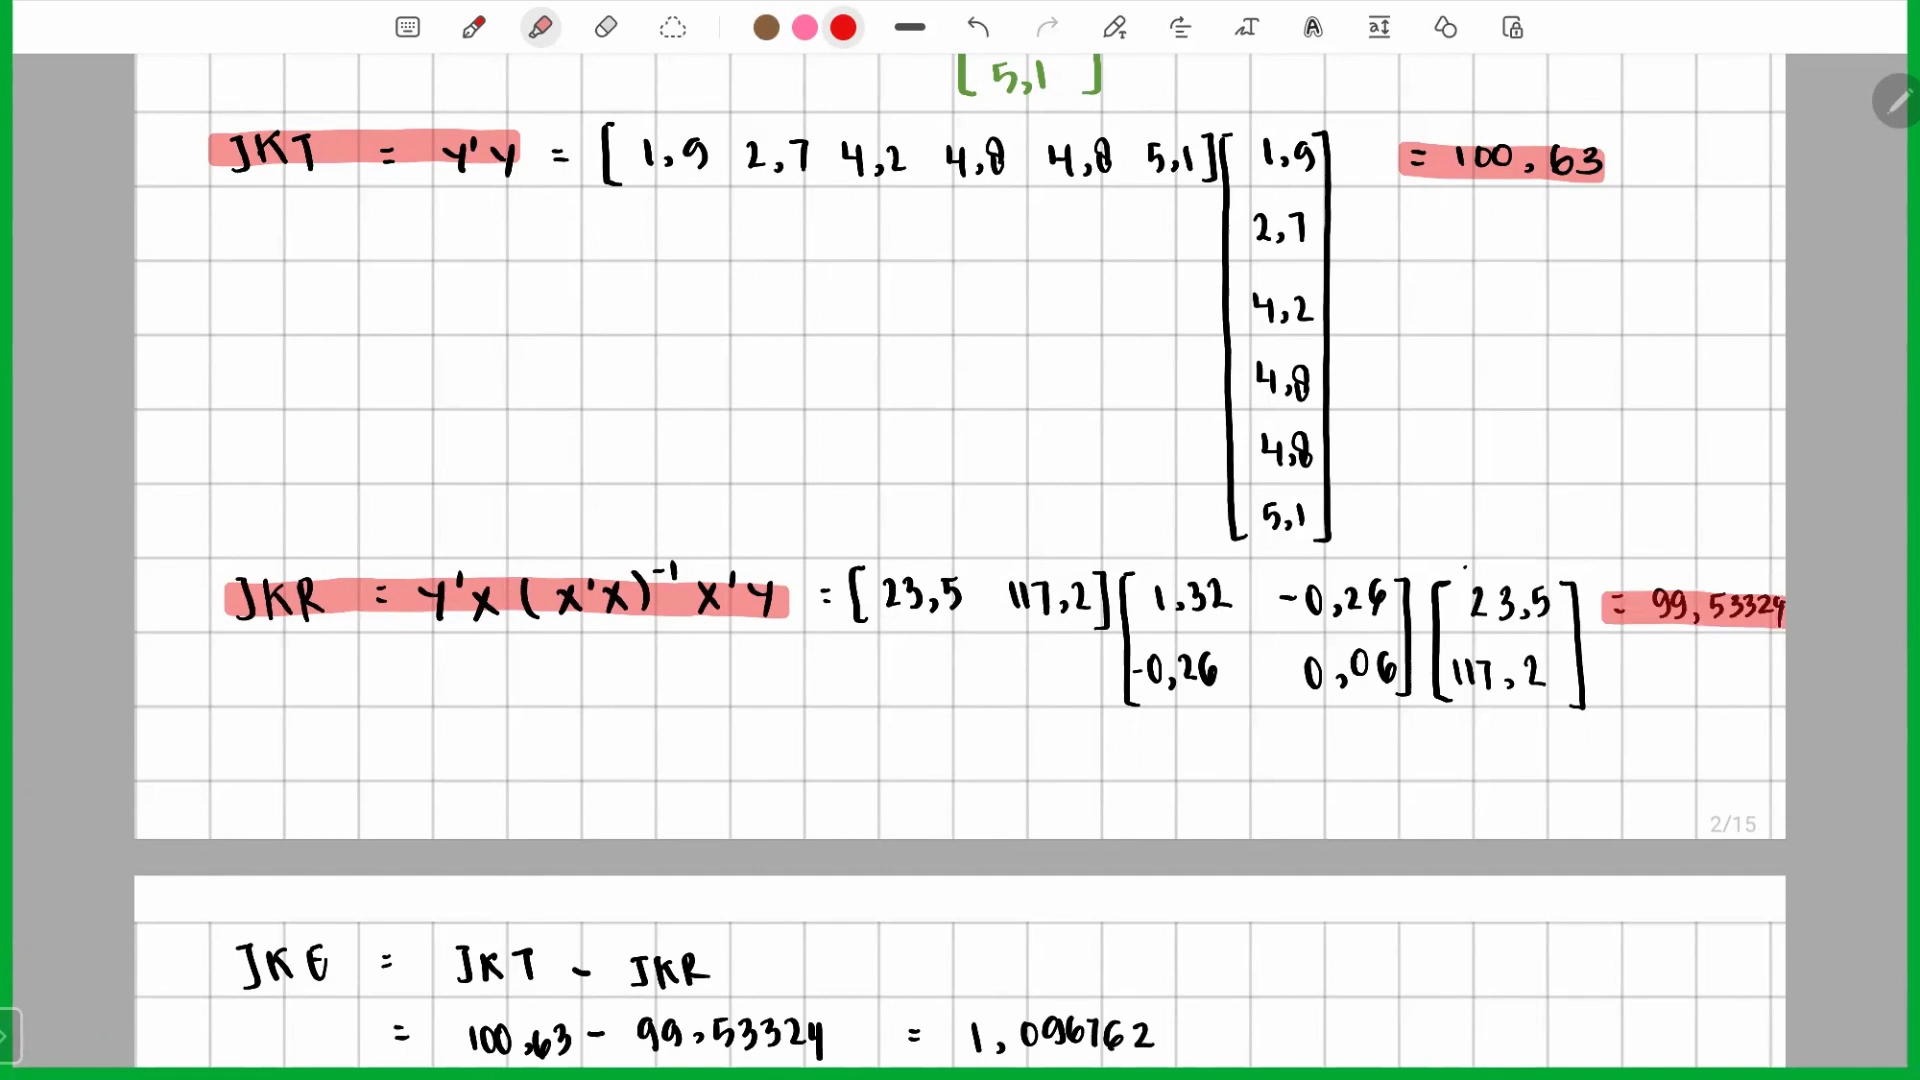 [ 5,1 ]
JKT = Y'Y = [ 1,9 2,7 4,2 4,8 4,8 5,1 ] [ 1,9 = 100,63
2,7
4,2
4,8
4,8
5,1 ]
JKR = Y'X ( X'X )⁻¹ X'Y = [ 23,5 117,2 ] [ 1,32 -0,26 ] [ 23,5 ] = 99,53324
-0,26 0,06 117,2
2/15
JKE = JKT - JKR
= 100,63 - 99,53324 = 1,096762